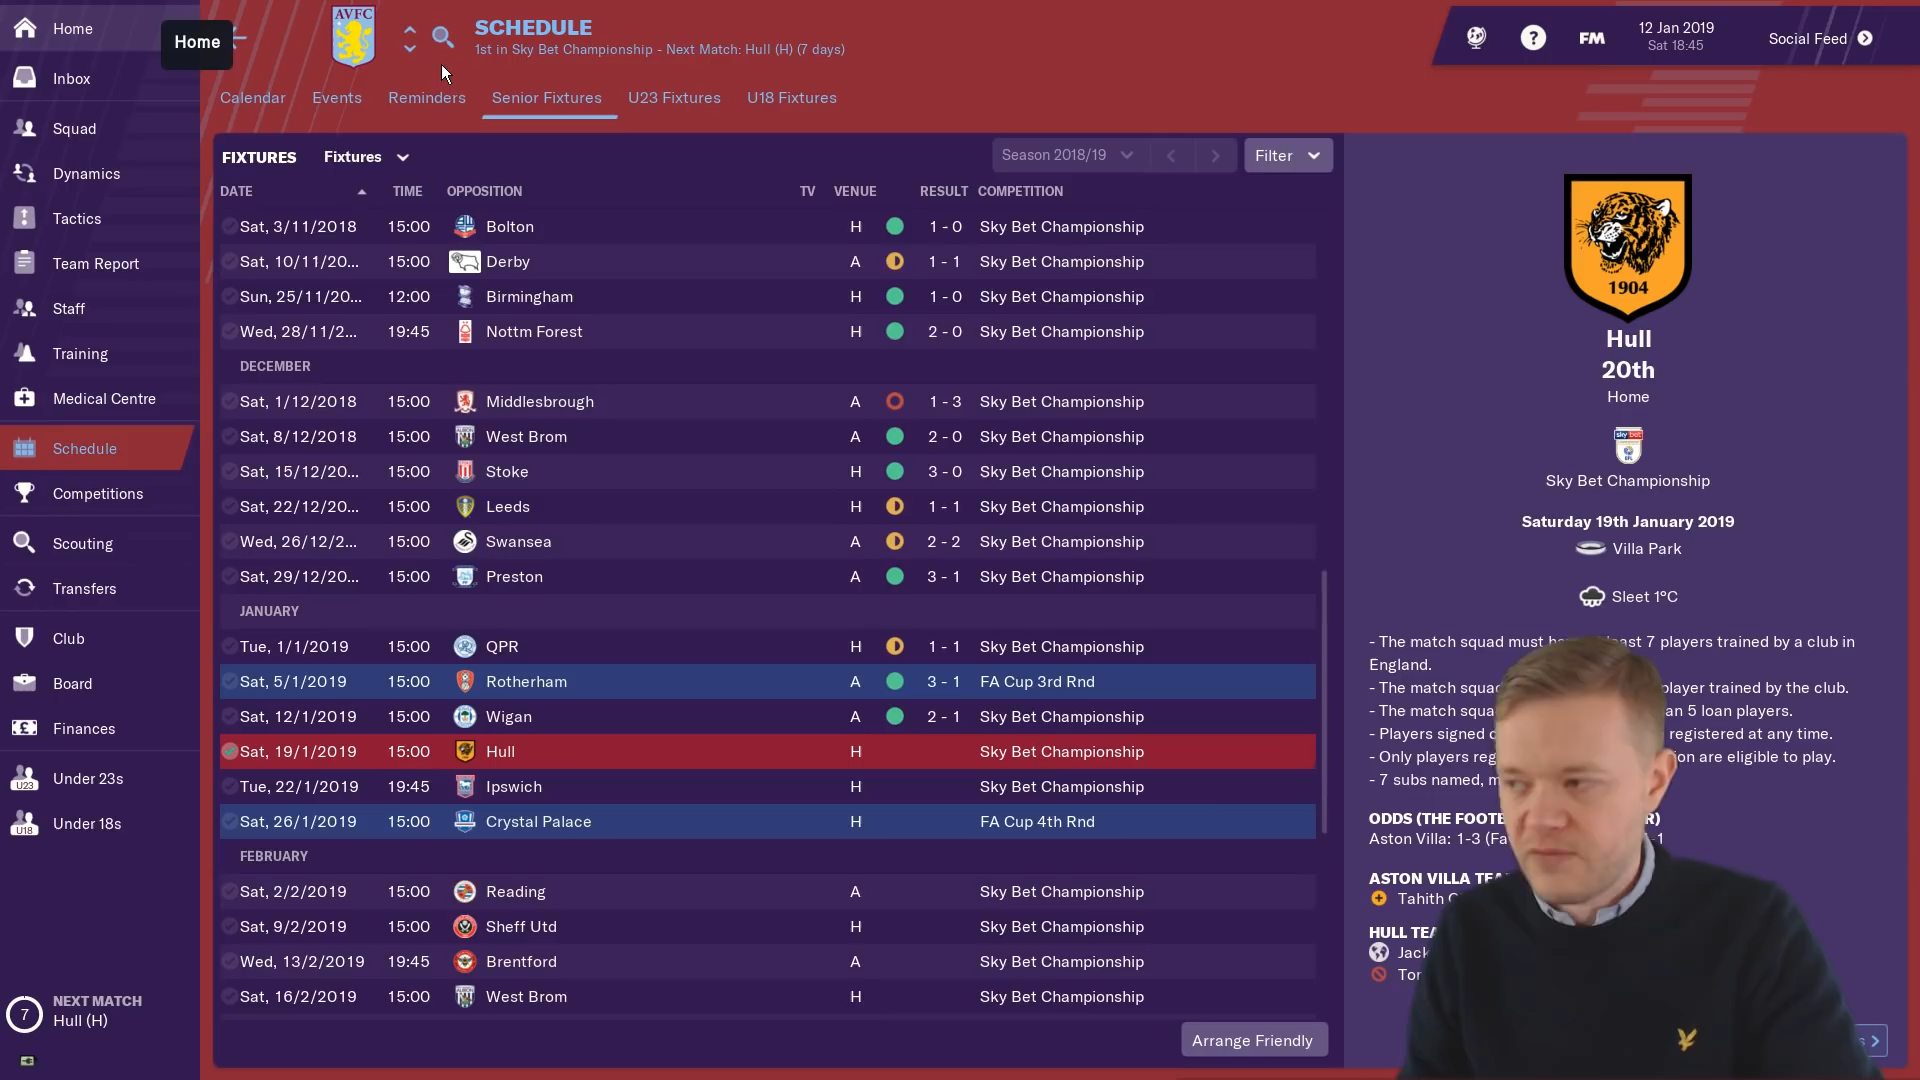 Home
Inbox
Squad
Dynamics
Tactics
Team Report
Staff
Training
Medical Centre
Schedule
Competitions
Scouting
Transfers
Club
Board
Finances
U23 Under 23s
U18 Under 18s
7 NEXT MATCH
Hull (H)
Home
AVFC
SCHEDULE
1st in Sky Bet Championship - Next Match: Hull (H) (7 days)
? FM 12 Jan 2019
Sat 18:45
Social Feed
Calendar Events Reminders Senior Fixtures U23 Fixtures U18 Fixtures
FIXTURES Fixtures Season 2018/19 Filter
DATE TIME OPPOSITION TV VENUE RESULT COMPETITION
Sat, 3/11/2018 15:00 Bolton H 1 - 0 Sky Bet Championship
Sat, 10/11/20... 15:00 Derby A 1 - 1 Sky Bet Championship
Sun, 25/11/20... 12:00 Birmingham H 1 - 0 Sky Bet Championship
Wed, 28/11/2... 19:45 Nottm Forest H 2 - 0 Sky Bet Championship
DECEMBER
Sat, 1/12/2018 15:00 Middlesbrough A 1 - 3 Sky Bet Championship
Sat, 8/12/2018 15:00 West Brom A 2 - 0 Sky Bet Championship
Sat, 15/12/20... 15:00 Stoke H 3 - 0 Sky Bet Championship
Sat, 22/12/20... 15:00 Leeds H 1 - 1 Sky Bet Championship
Wed, 26/12/2... 15:00 Swansea A 2 - 2 Sky Bet Championship
Sat, 29/12/20... 15:00 Preston A 3 - 1 Sky Bet Championship
JANUARY
Tue, 1/1/2019 15:00 QPR H 1 - 1 Sky Bet Championship
Sat, 5/1/2019 15:00 Rotherham A 3 - 1 FA Cup 3rd Rnd
Sat, 12/1/2019 15:00 Wigan A 2 - 1 Sky Bet Championship
Sat, 19/1/2019 15:00 Hull H Sky Bet Championship
Tue, 22/1/2019 19:45 Ipswich H Sky Bet Championship
Sat, 26/1/2019 15:00 Crystal Palace H FA Cup 4th Rnd
FEBRUARY
Sat, 2/2/2019 15:00 Reading A Sky Bet Championship
Sat, 9/2/2019 15:00 Sheff Utd H Sky Bet Championship
Wed, 13/2/2019 19:45 Brentford A Sky Bet Championship
Sat, 16/2/2019 15:00 West Brom H Sky Bet Championship
Arrange Friendly
1904
Hull
20th
Home
sky bet
EFL
Sky Bet Championship
Saturday 19th January 2019
Villa Park
Sleet 1°C
- The match squad must 7 players trained by a club in
England.
- The match player trained by the club.
- The match 5 loan players.
- Players signed registered at any time.
- Only players are eligible to play.
- 7 subs named,
ODDS (THE
Aston Villa: 1-3
ASTON VILLA
Tahith
HULL